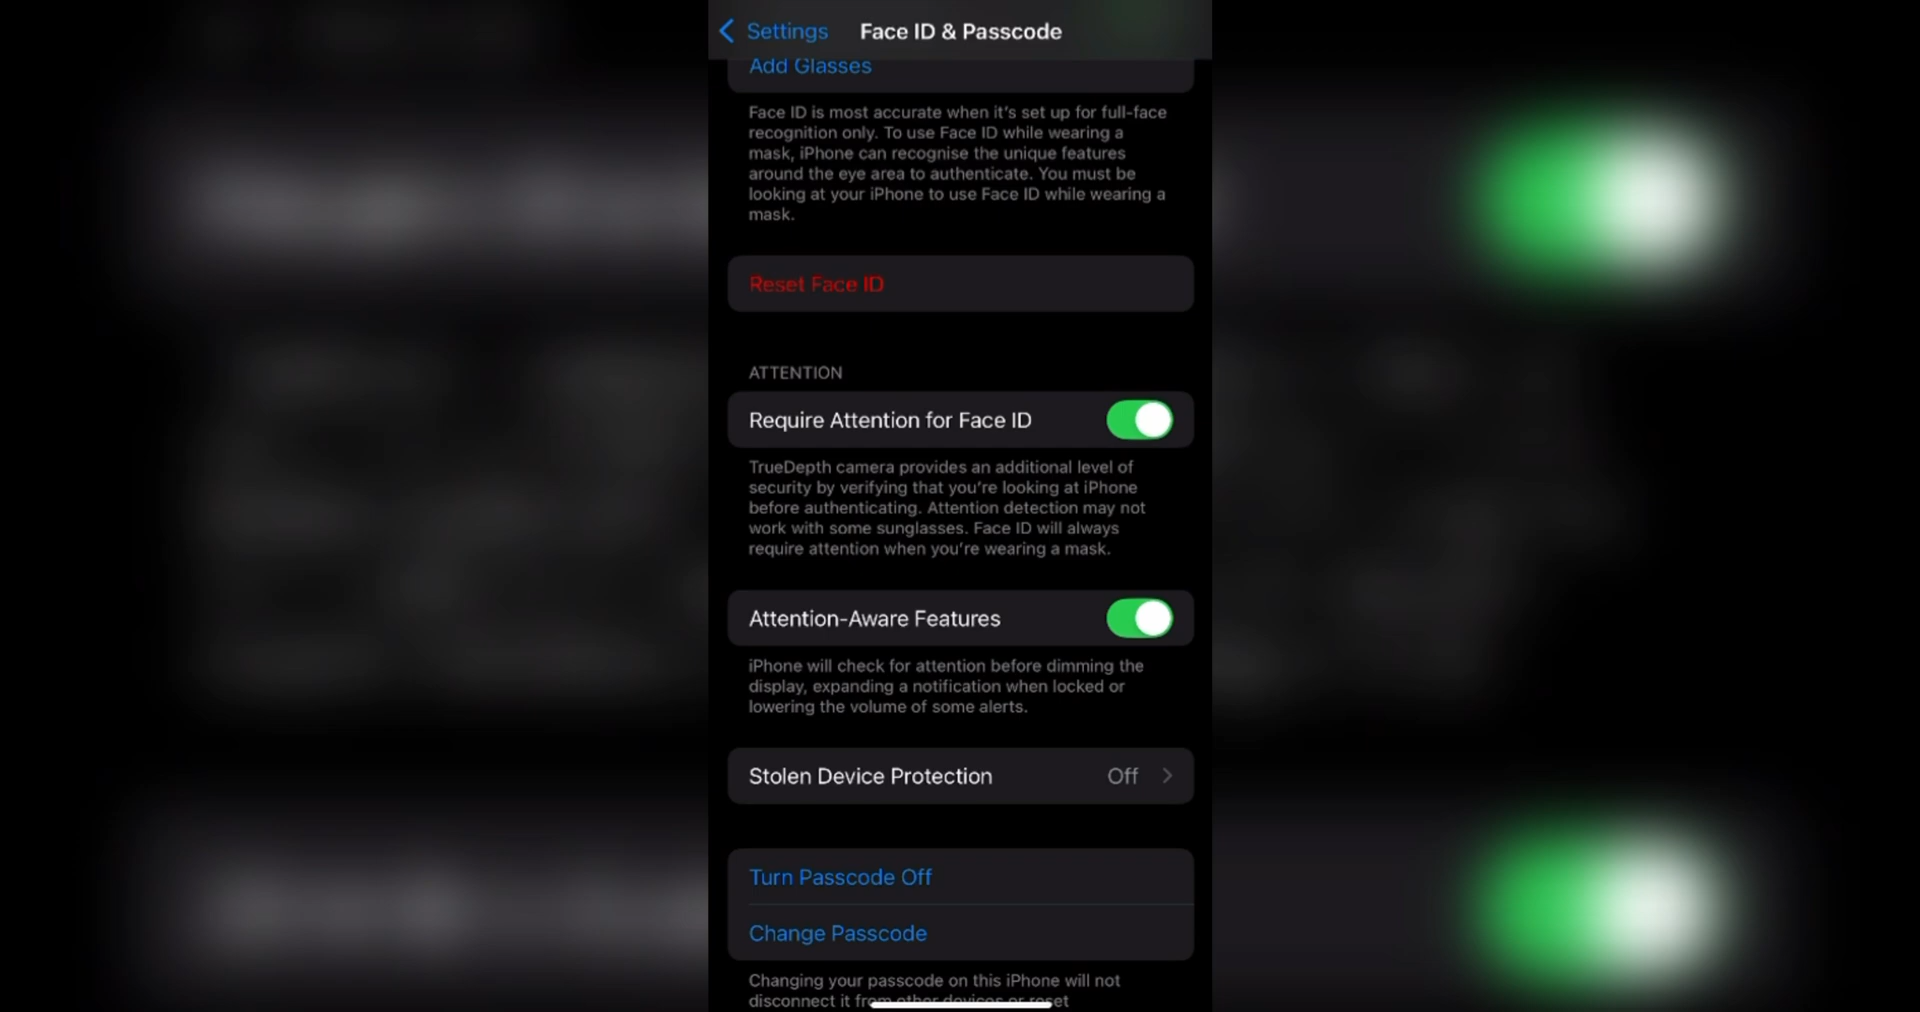 Settings
Face ID & Passcode
Add Glasses
Face ID is most accurate when it's set up for full-face
recognition only. To use Face ID while wearing a
mask, iPhone can recognise the unique features
around the eye area to authenticate. You must be
looking at your iPhone to use Face ID while wearing a
mask.
Reset Face ID
ATTENTION
Require Attention for Face ID
TrueDepth camera provides an additional level of
security by verifying that you're looking at iPhone
before authenticating. Attention detection may not
work with some sunglasses. Face ID will always
require attention when you're wearing a mask.
Attention-Aware Features
iPhone will check for attention before dimming the
display, expanding a notification when locked or
lowering the volume of some alerts.
Stolen Device Protection Off
Turn Passcode Off
Change Passcode
Changing your passcode on this iPhone will not
disconnect it from other devices or reset